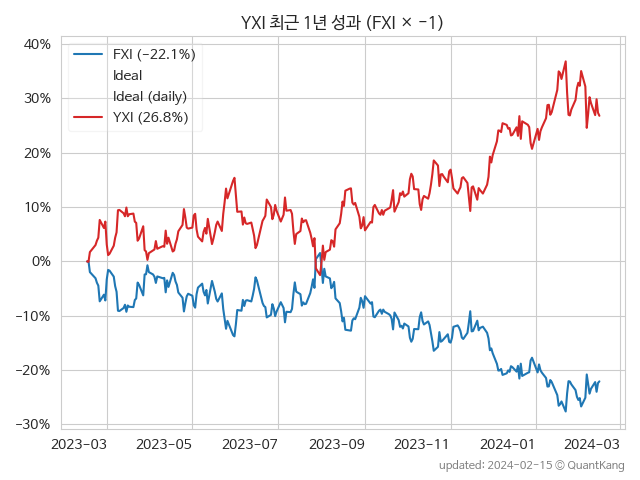 YXI 최근 1년 성과 (FXI × -1)
FXI (-22.1%)
Ideal
Ideal (daily)
YXI (26.8%)
40%
30%
20%
10%
0%
-10%
-20%
-30%
2023-03 2023-05 2023-07 2023-09 2023-11 2024-01 2024-03
updated: 2024-02-15 © QuantKang